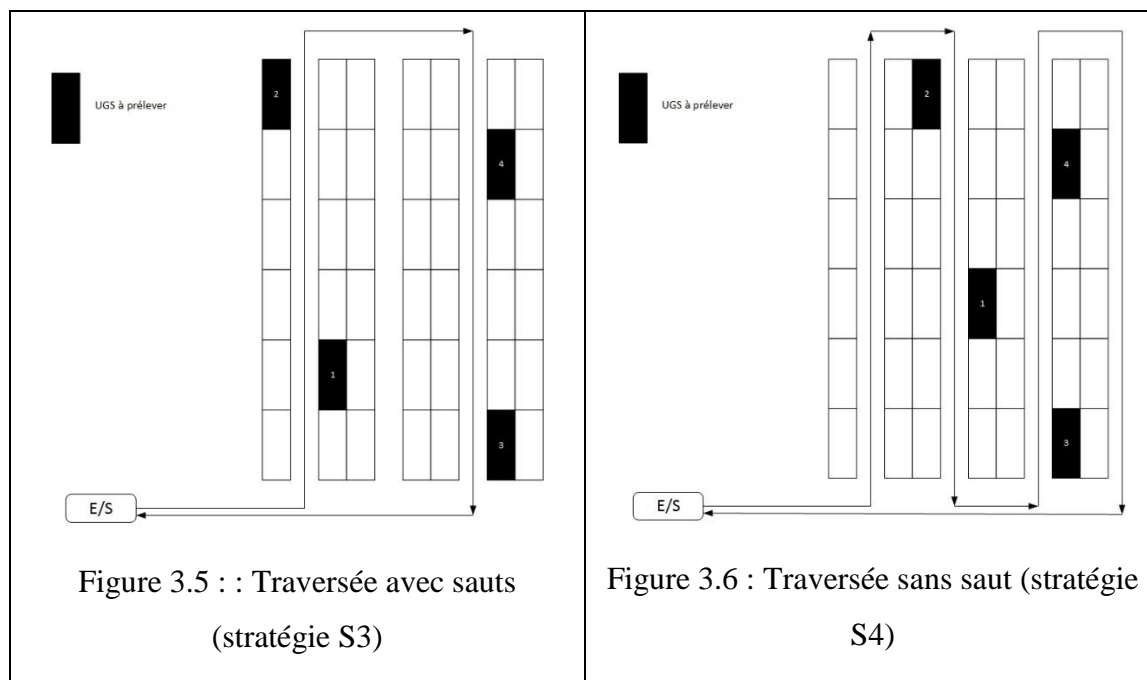 UGS à prélever
2
4
1
3
E/S
Figure 3.5 : : Traversée avec sauts
(stratégie S3)
UGS à prélever
2
4
1
3
E/S
Figure 3.6 : Traversée sans saut (stratégie
S4)